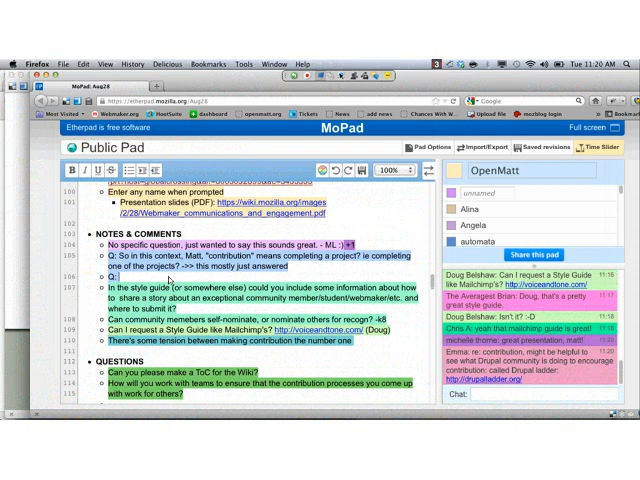 Firefox File Edit View History Delicious Bookmarks Tools Window Help
3
Tue 11:20 AM
MoPad: Aug28
https://etherpad.mozilla.org/Aug28
Google
Most Visited Webmaker.org HootSuite dashboard openmatt.org Tickets News add news Chances With M... Upload file mozblog login
Etherpad is free software
MoPad
Full screen
Public Pad
Pad Options Import/Export Saved revisions Time Slider
B I U S
100%
OpenMatt
unnamed
Alina
Angela
automata
Share this pad
100 Enter any name when prompted
101 Presentation slides (PDF): https://wiki.mozilla.org/images
/2/28/Webmaker_communications_and_engagement.pdf
103 NOTES & COMMENTS
104 No specific question, just wanted to say this sounds great. - ML :) +1
105 Q: So in this context, Matt, "contribution" means completing a project? ie completing
one of the projects? ->> this mostly just answered
106 Q:
107 In the style guide (or somewhere else) could you include some information about how
to share a story about an exceptional community member/student/webmaker/etc. and
where to submit it?
108 Can community memebers self-nominate, or nominate others for recog? -k8
109 Can I request a Style Guide like Mailchimp's? http://voiceandtone.com/ (Doug)
110 There's some tension between making contribution the number one
111
112 QUESTIONS
113 Can you please make a ToC for the Wiki?
114 How will you work with teams to ensure that the contribution processes you come up
with work for others?
115
Doug Belshaw: Can I request a Style Guide 11:16
like Mailchimp's? http://voiceandtone.com/
The Averagest Brian: Doug, that's a pretty 11:17
great style guide.
Doug Belshaw: Isn't it? :-D 11:18
Chris A: yeah that mailchimp guide is great! 11:18
michelle thorne: great presentation, matt! 11:20
Emma: re: contribution, might be helpful to 11:20
see what Drupal community is doing to encourage
contribution: called Drupal ladder:
http://drupalladder.org/
Chat: